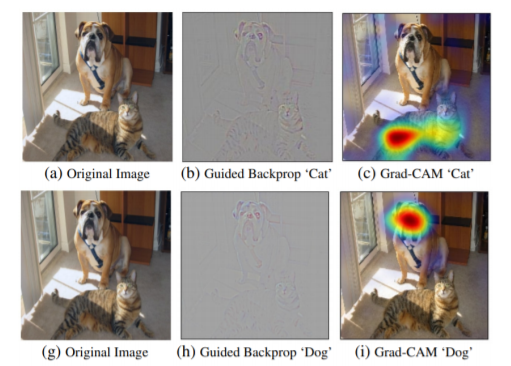 (a) Original Image (b) Guided Backprop ‘Cat’ (c) Grad-CAM ‘Cat’
(g) Original Image (h) Guided Backprop ‘Dog’ (i) Grad-CAM ‘Dog’